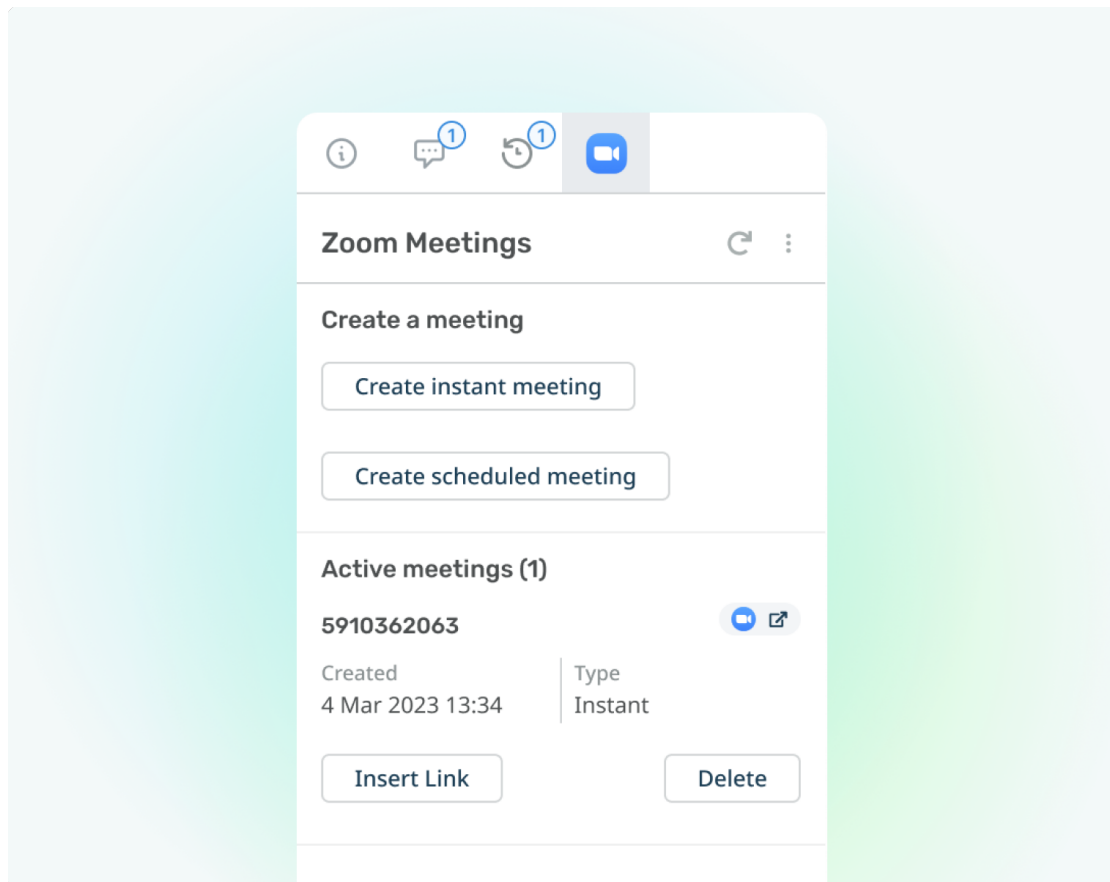 1
1
Zoom Meetings
Create a meeting
Create instant meeting
Create scheduled meeting
Active meetings (1)
5910362063
Created
Type
4 Mar 2023 13:34
Instant
Insert Link
Delete